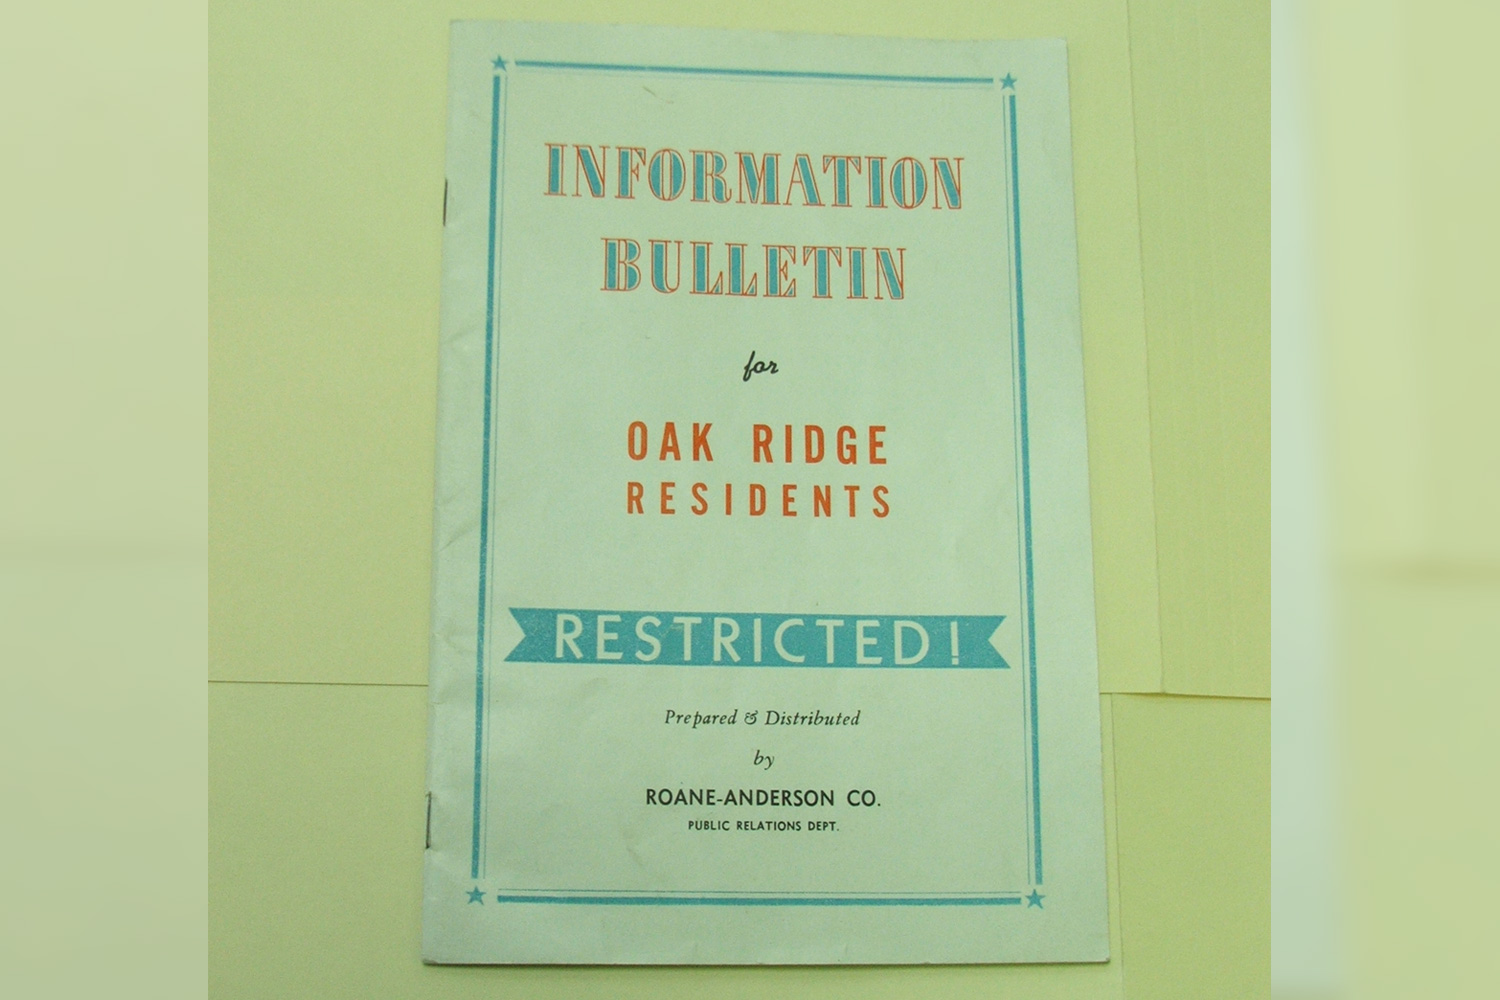 INFORMATION
BULLETIN
for
OAK RIDGE
RESIDENTS
RESTRICTED!
Prepared & Distributed
by
ROANE-ANDERSON CO.
PUBLIC RELATIONS DEPT.